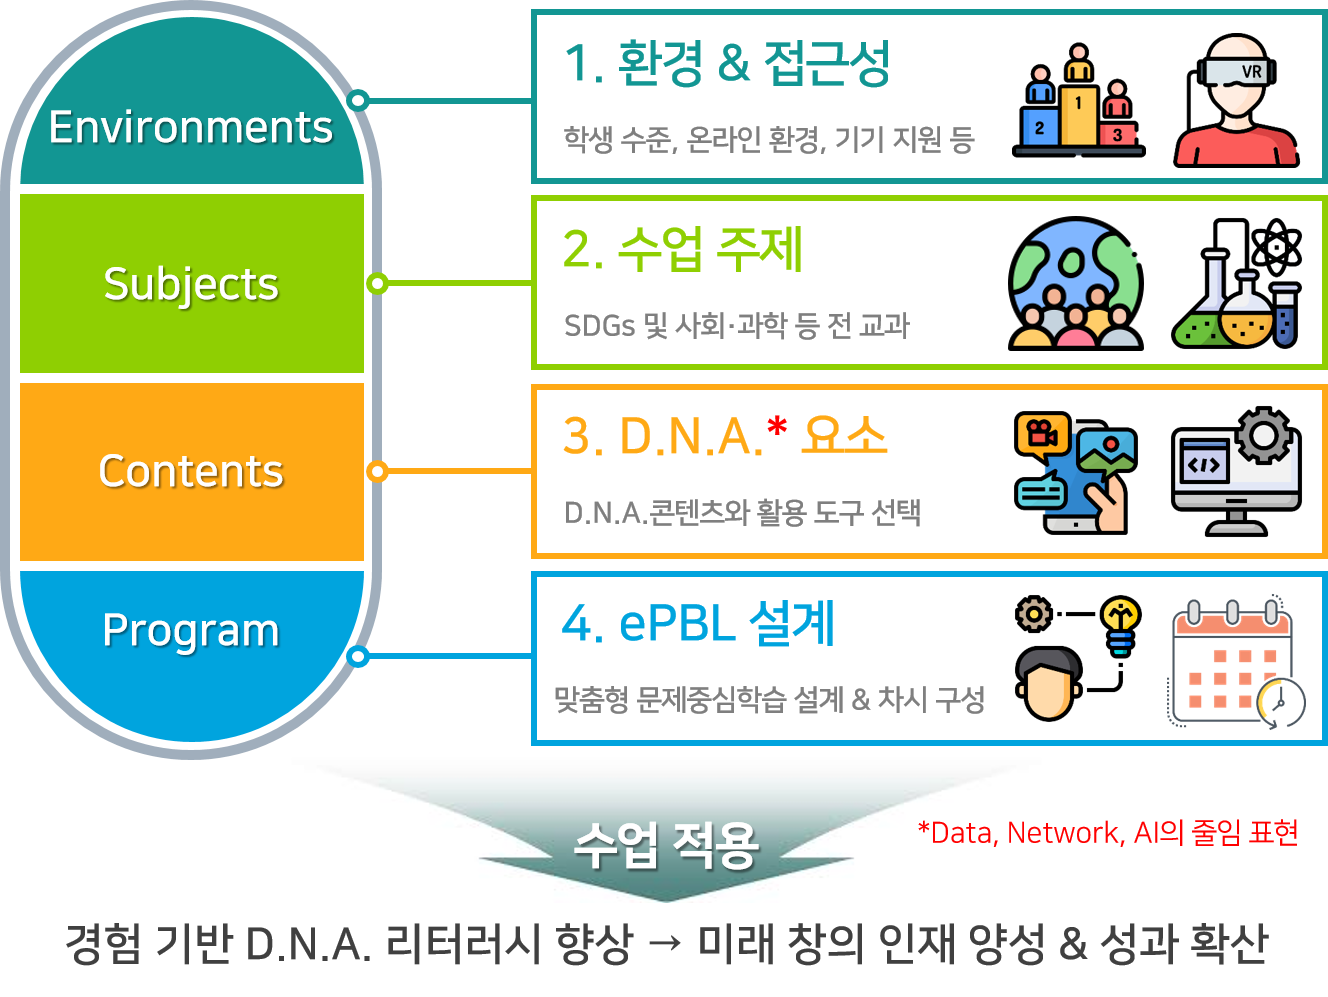 Environments
1. 환경 & 접근성
학생 수준, 온라인 환경, 기기 지원 등
1
2
3
VR
Subjects
2. 수업 주제
SDGs 및 사회·과학 등 전 교과
Contents
3. D.N.A.* 요소
D.N.A.콘텐츠와 활용 도구 선택
</>
Program
4. ePBL 설계
맞춤형 문제중심학습 설계 & 차시 구성
수업 적용
*Data, Network, AI의 줄임 표현
경험 기반 D.N.A. 리터러시 향상 → 미래 창의 인재 양성 & 성과 확산